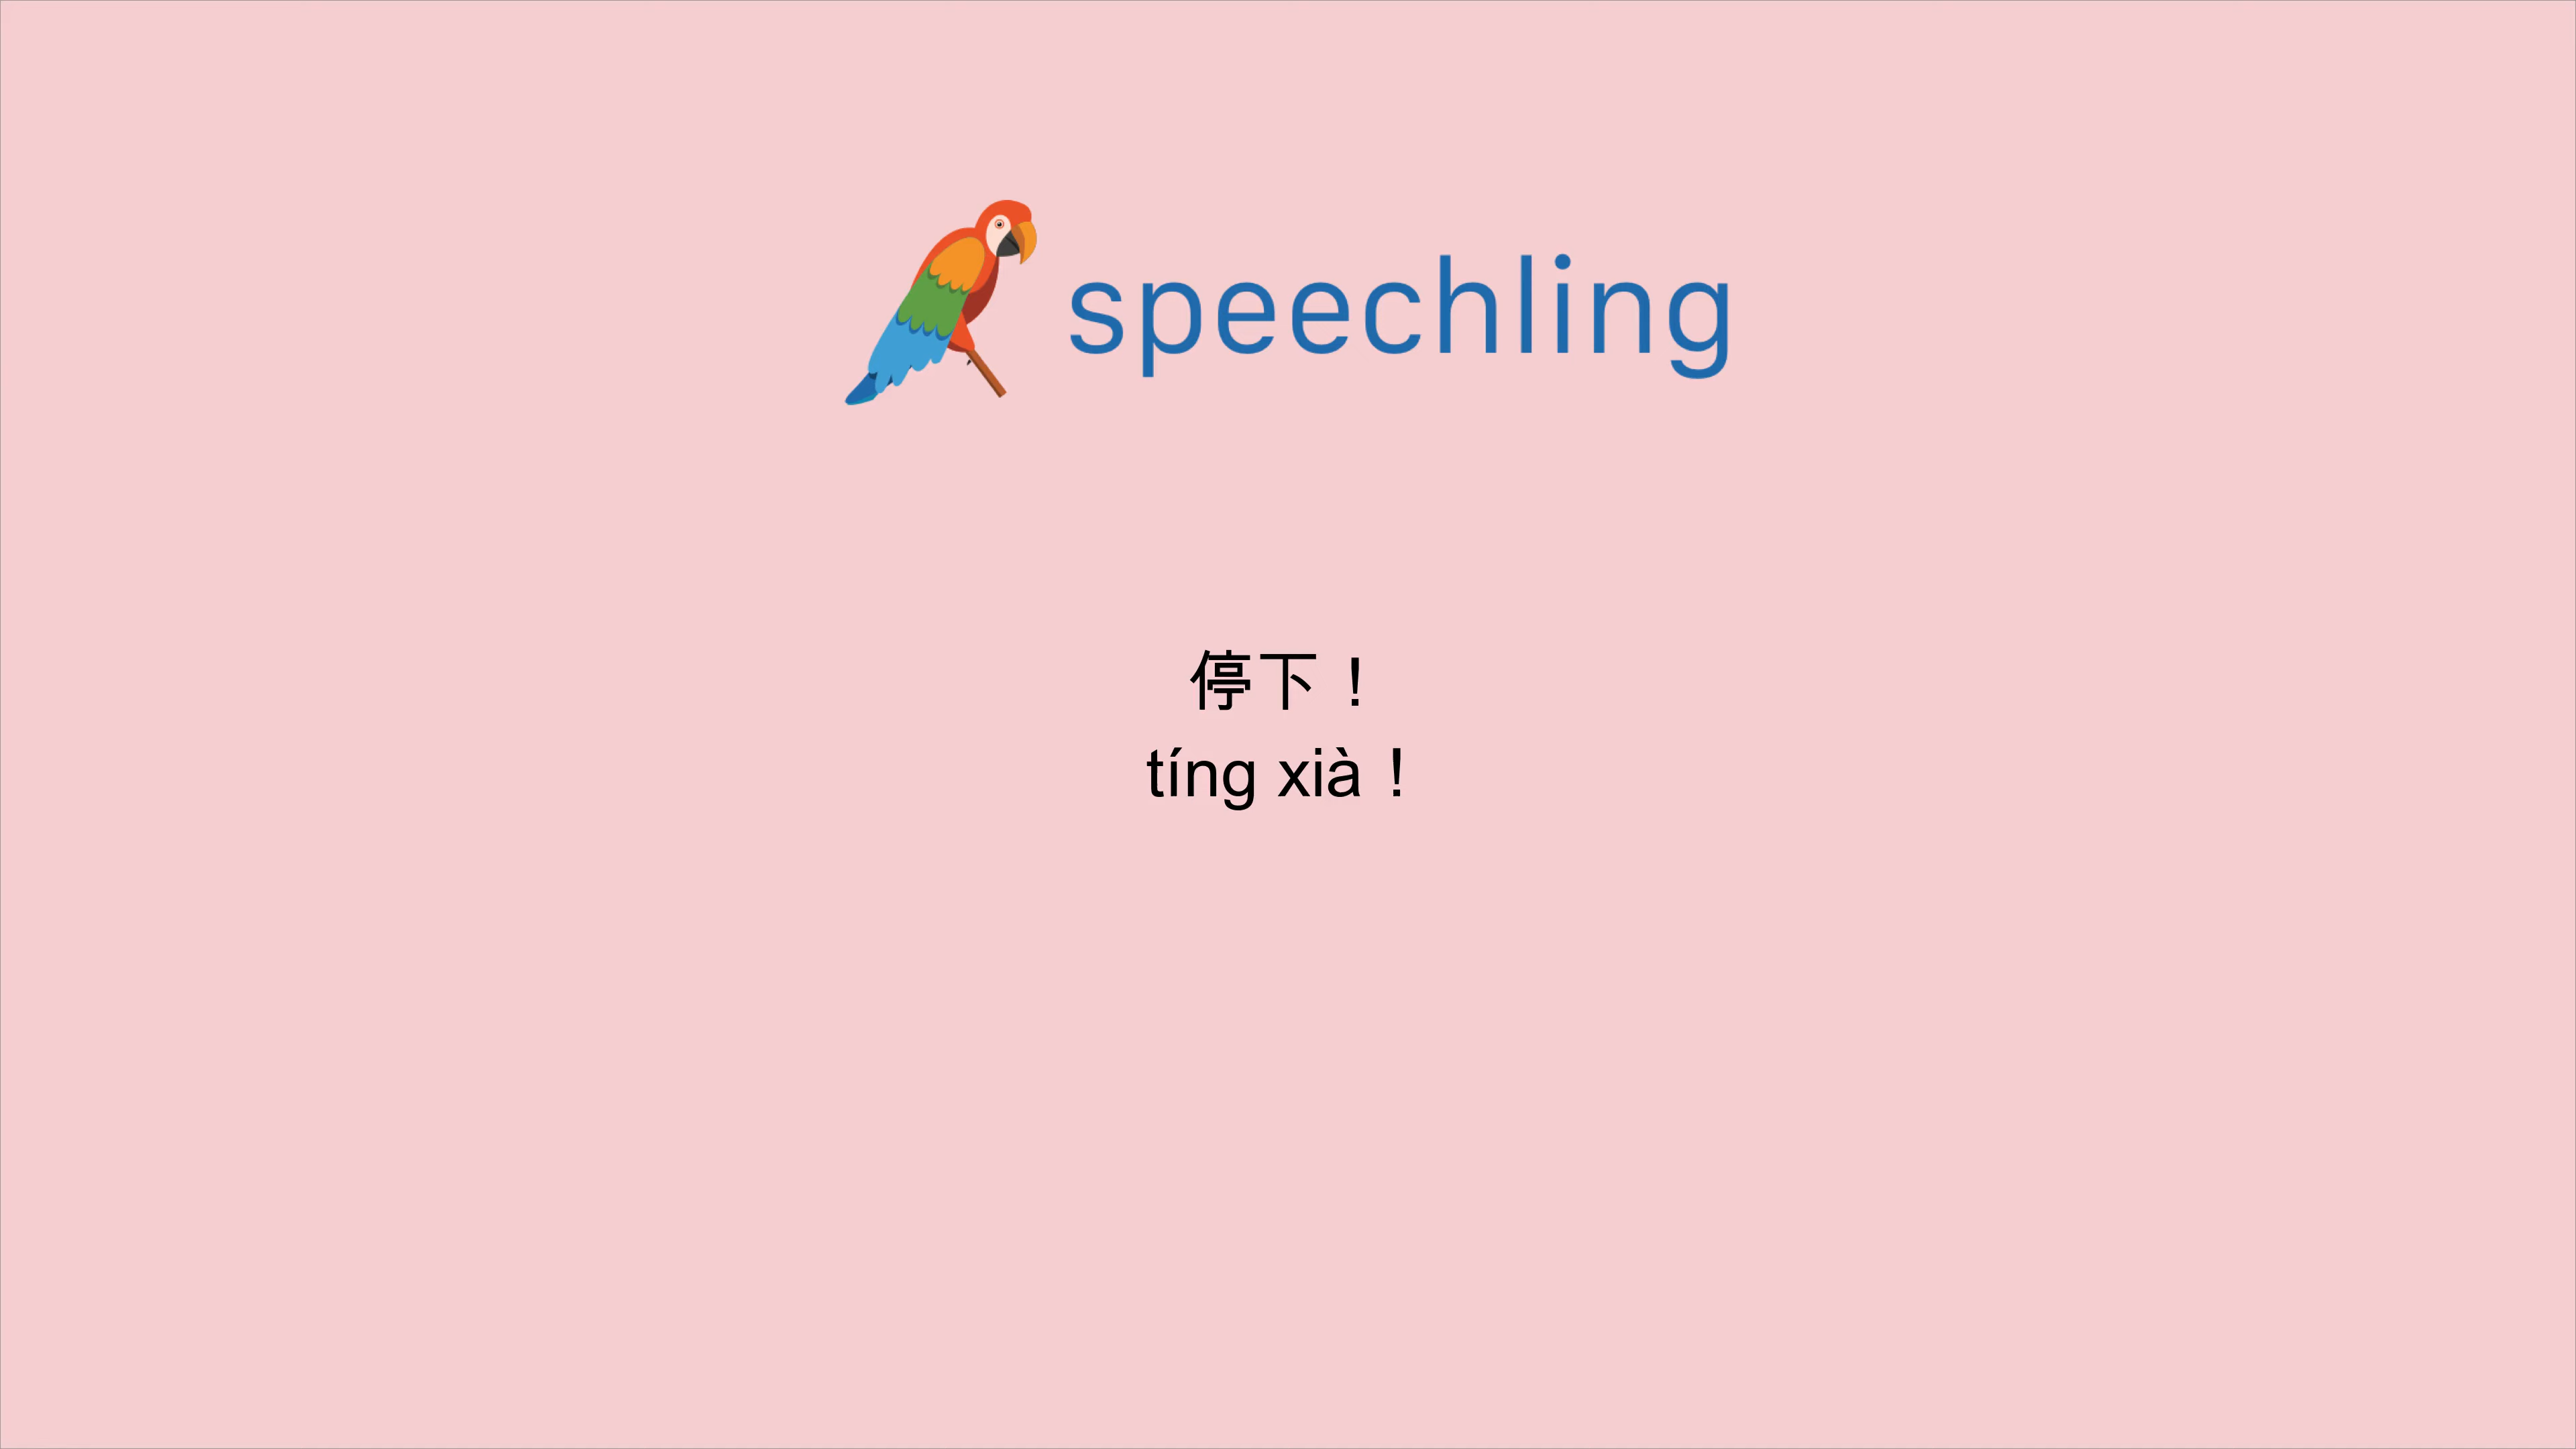 speechling
停下！
tíng xià！